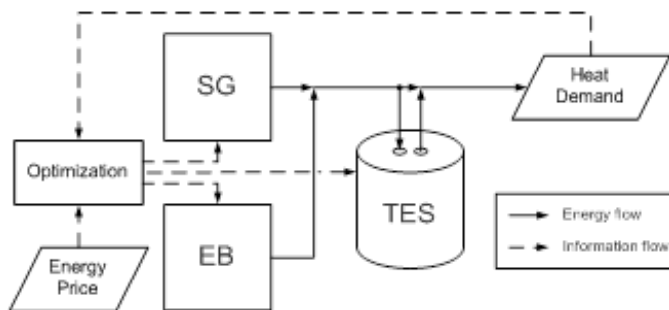 SG
Heat
Demand
Optimization
TES
Energy flow
Information flow
EB
Energy
Price